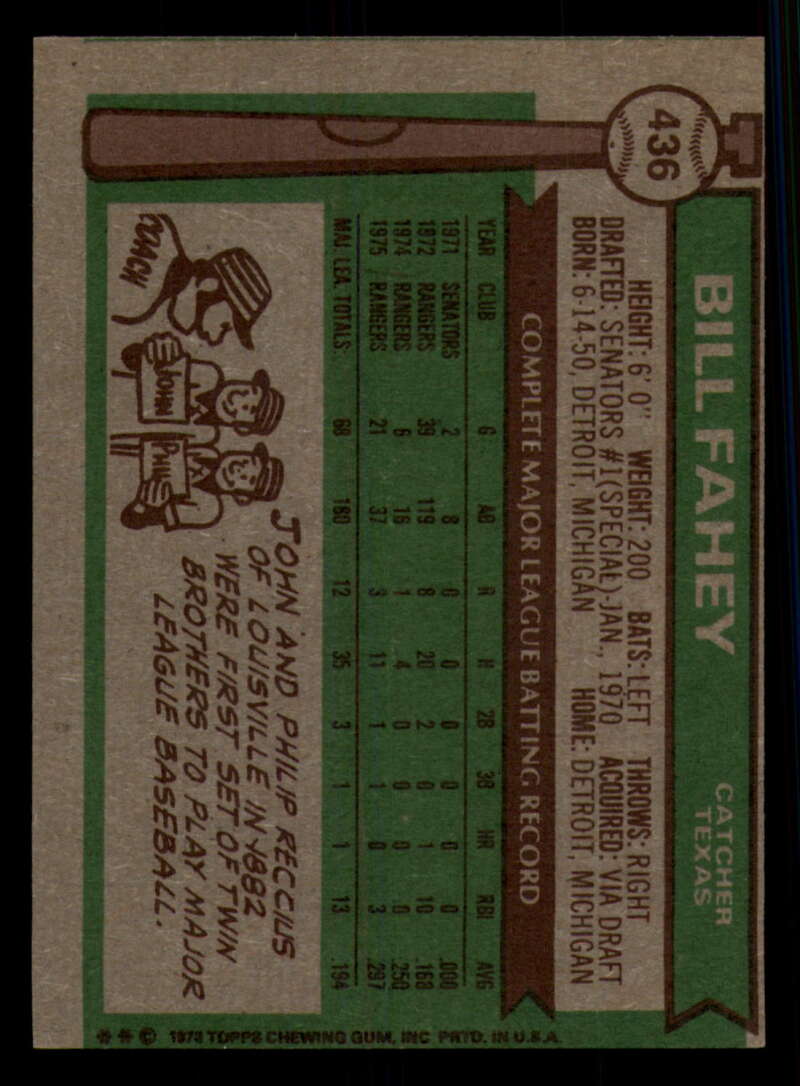 436
BILL FAHEY
CATCHER
TEXAS
HEIGHT: 6' 0" WEIGHT: 200 BATS: LEFT THROWS: RIGHT
DRAFTED: SENATORS #1(SPECIAL)-JAN., 1970 ACQUIRED: VIA DRAFT
BORN: 6-14-50, DETROIT, MICHIGAN HOME: DETROIT, MICHIGAN
COMPLETE MAJOR LEAGUE BATTING RECORD
YEAR CLUB G AB R H 2B 3B HR RBI AVG
1971 SENATORS 2 8 0 0 0 0 0 0 .000
1972 RANGERS 39 119 8 20 2 0 1 10 .168
1974 RANGERS 6 16 1 4 0 0 0 0 .250
1975 RANGERS 21 37 3 11 1 1 0 3 .297
MAJ. LEA. TOTALS 68 180 12 35 3 1 1 13 .194
COACH
JOHN
PHIL
JOHN AND PHILIP RECCIUS
OF LOUISVILLE IN 1882
WERE FIRST SET OF TWIN
BROTHERS TO PLAY MAJOR
LEAGUE BASEBALL.
** © 1976 TOPPS CHEWING GUM, INC PRTD. IN U.S.A.